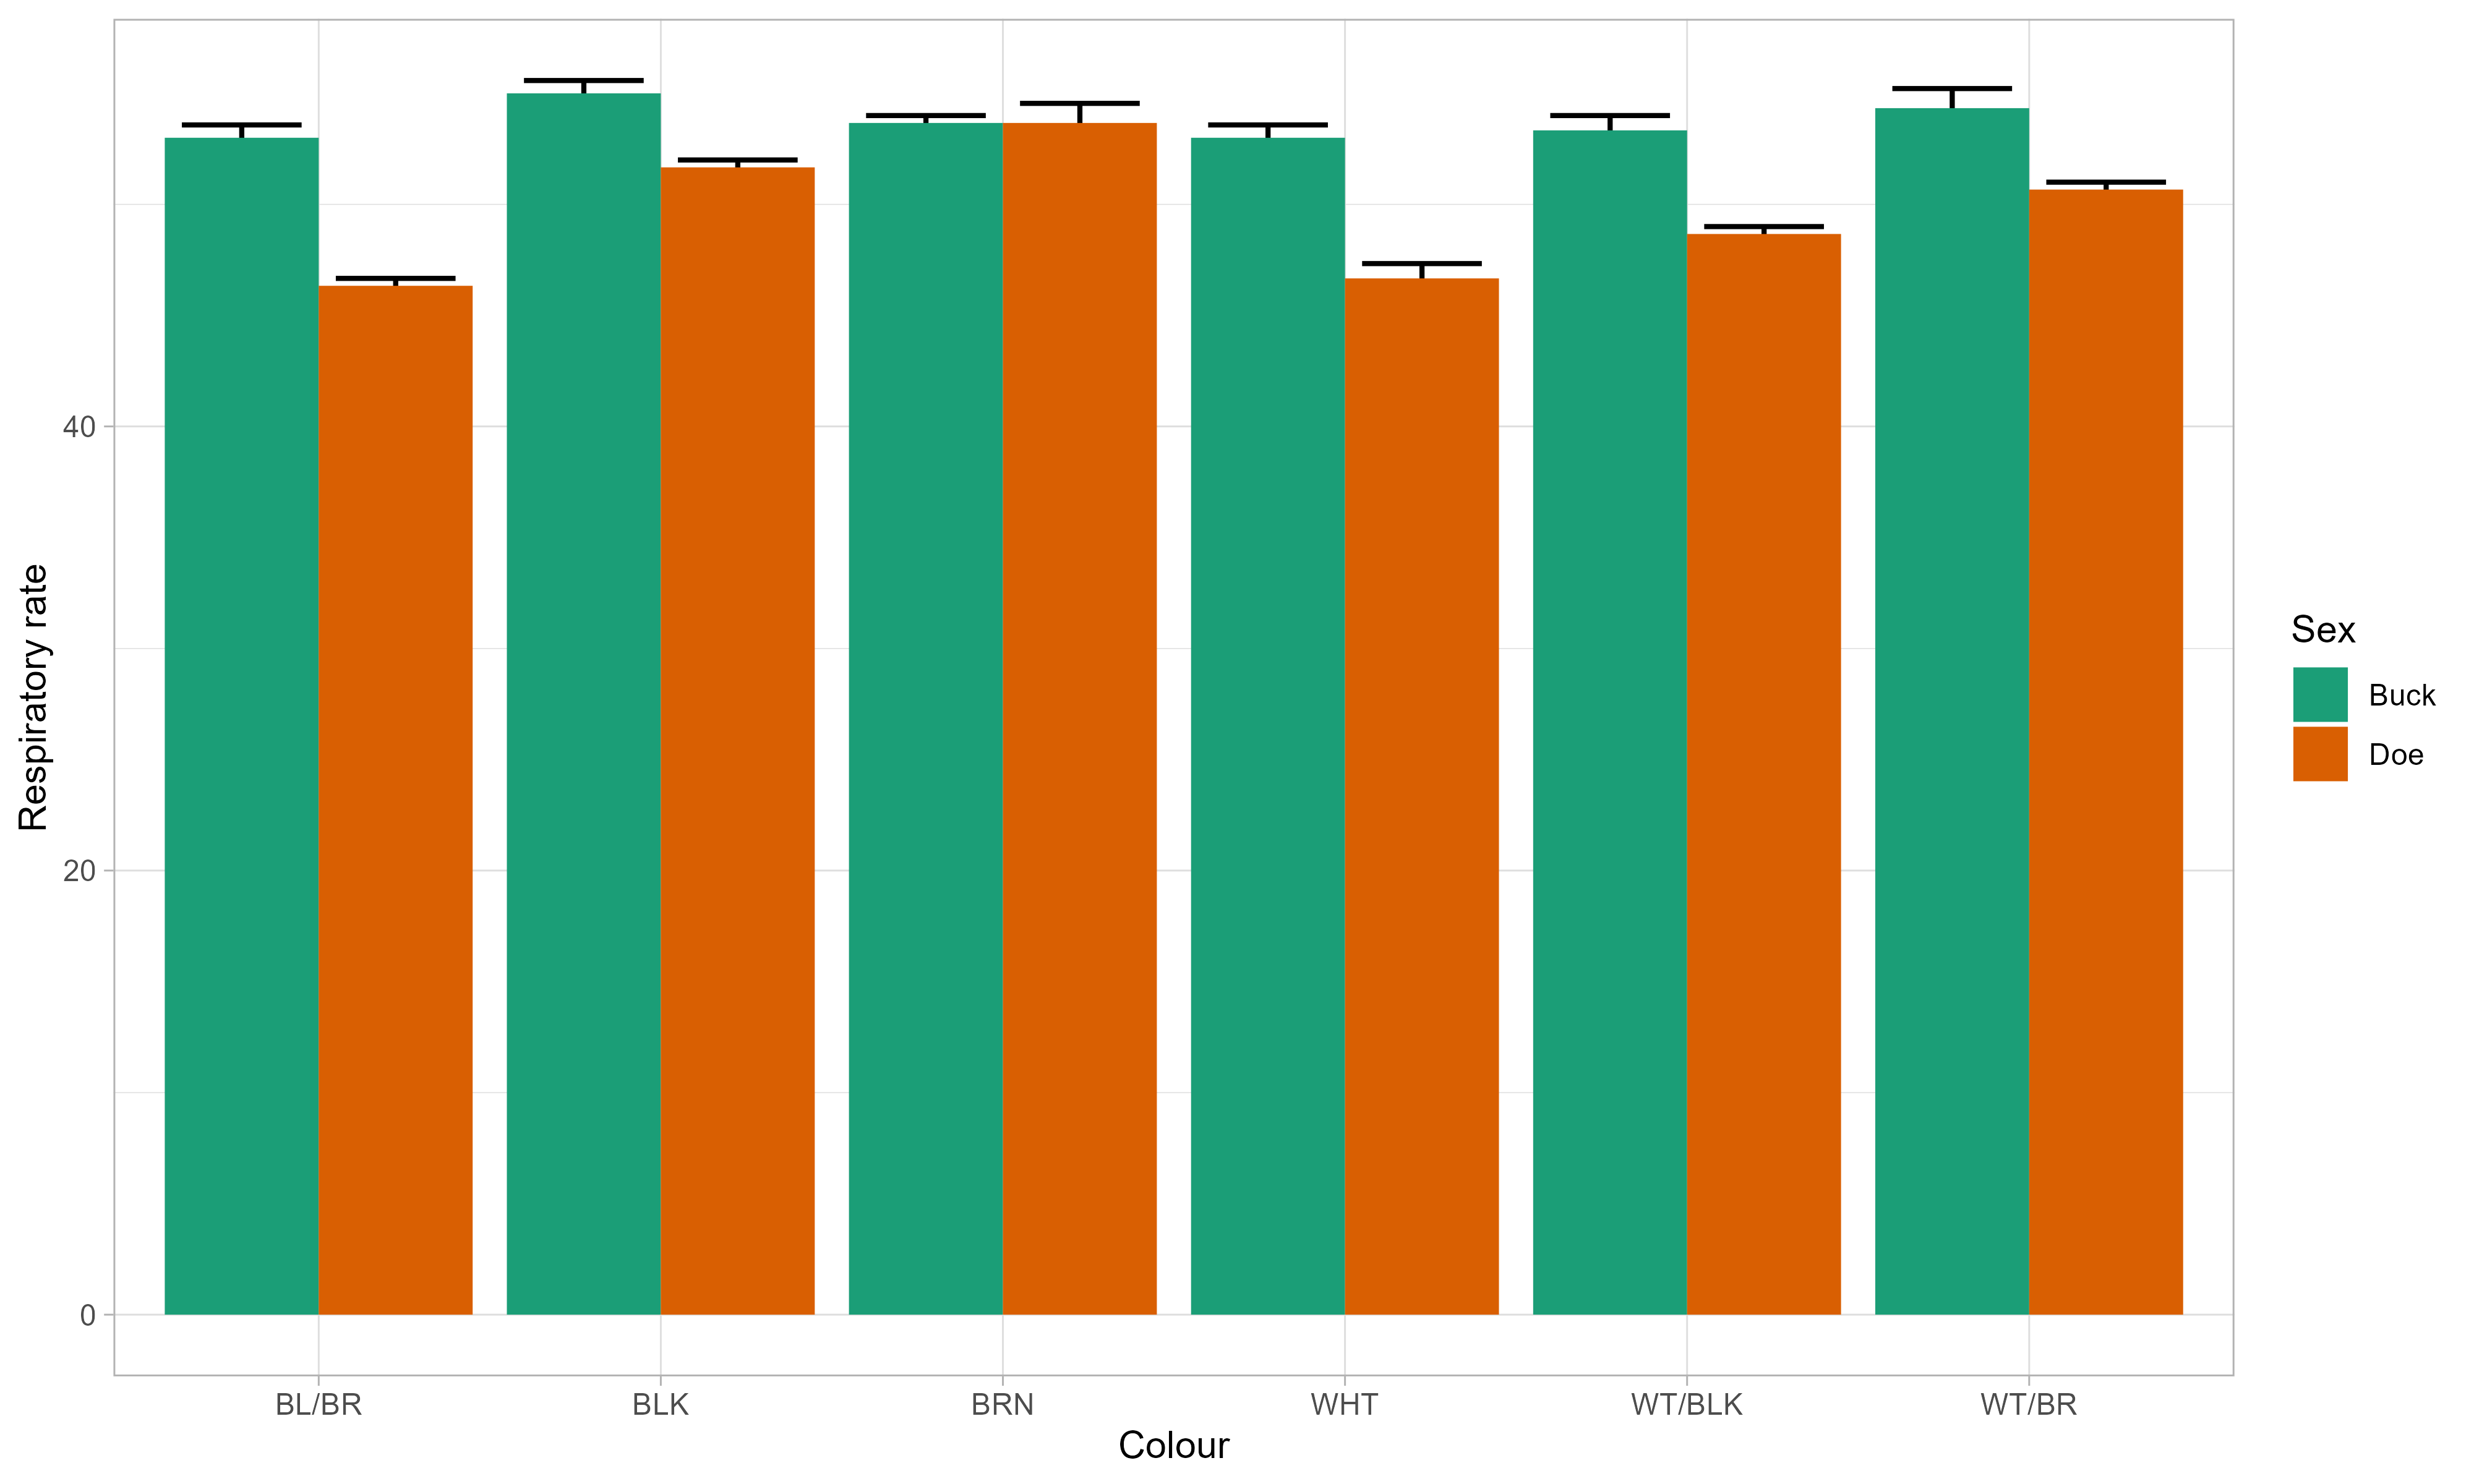 Respiratory rate
40
20
0
BL/BR BLK BRN WHT WT/BLK WT/BR
Colour
Sex
Buck
Doe